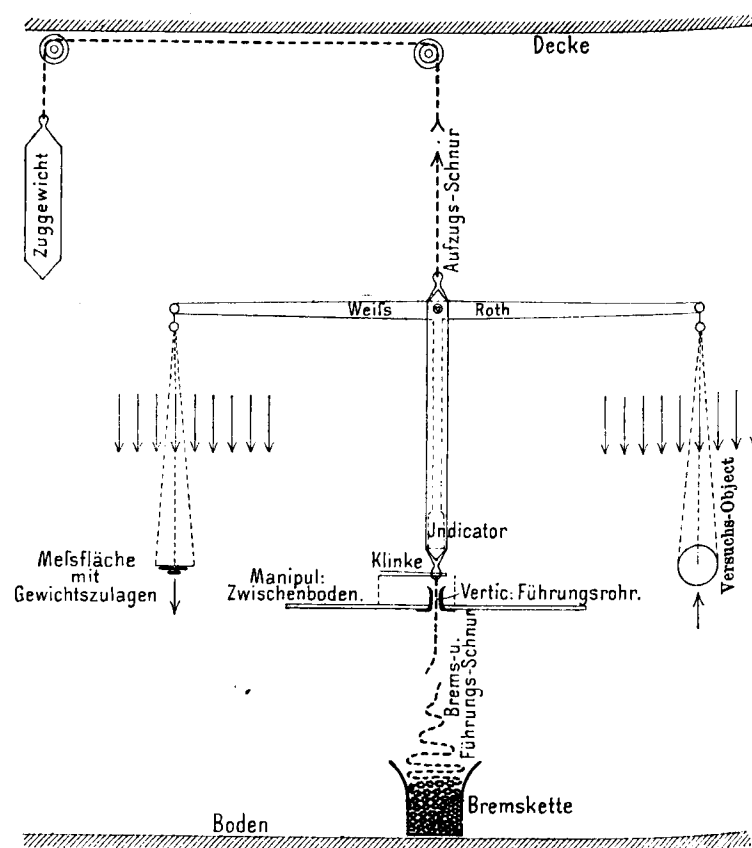 Decke
Zuggewicht
Aufzugs-Schnur
Weiſs
Roth
Indicator
Versuchs-Object
Meſsfläche
mit
Gewichtszulagen
Klinke
Manipul:
Zwischenboden.
Vertic: Führungsrohr.
Brems-u.
Führungs-Schnur
Bremskette
Boden